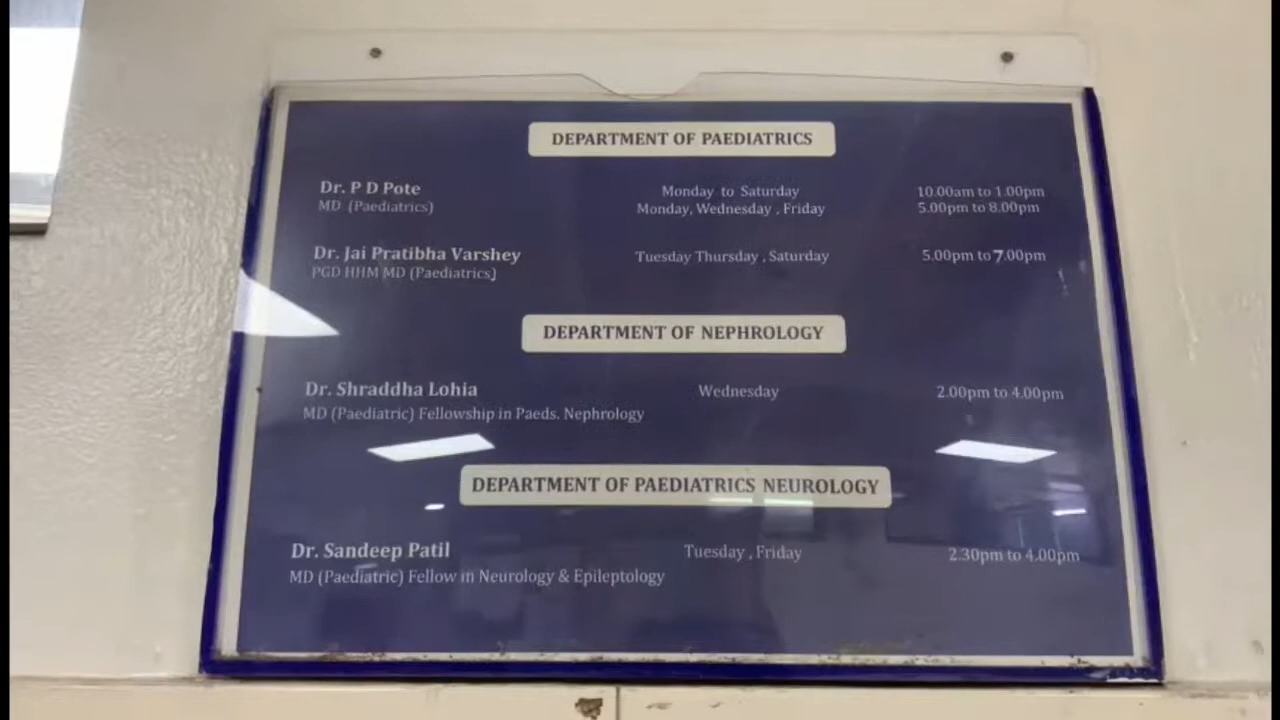 DEPARTMENT OF PAEDIATRICS
Dr. P D Pote Monday to Saturday 10.00am to 1.00pm
MD (Paediatrics) Monday, Wednesday , Friday 5.00pm to 8.00pm
Dr. Jai Pratibha Varshey Tuesday Thursday , Saturday 5.00pm to 7.00pm
PGD HHM MD (Paediatrics)
DEPARTMENT OF NEPHROLOGY
Dr. Shraddha Lohia Wednesday 2.00pm to 4.00pm
MD (Paediatric) Fellowship in Paeds. Nephrology
DEPARTMENT OF PAEDIATRICS NEUROLOGY
Dr. Sandeep Patil Tuesday , Friday 2.30pm to 4.00pm
MD (Paediatric) Fellow in Neurology & Epileptology